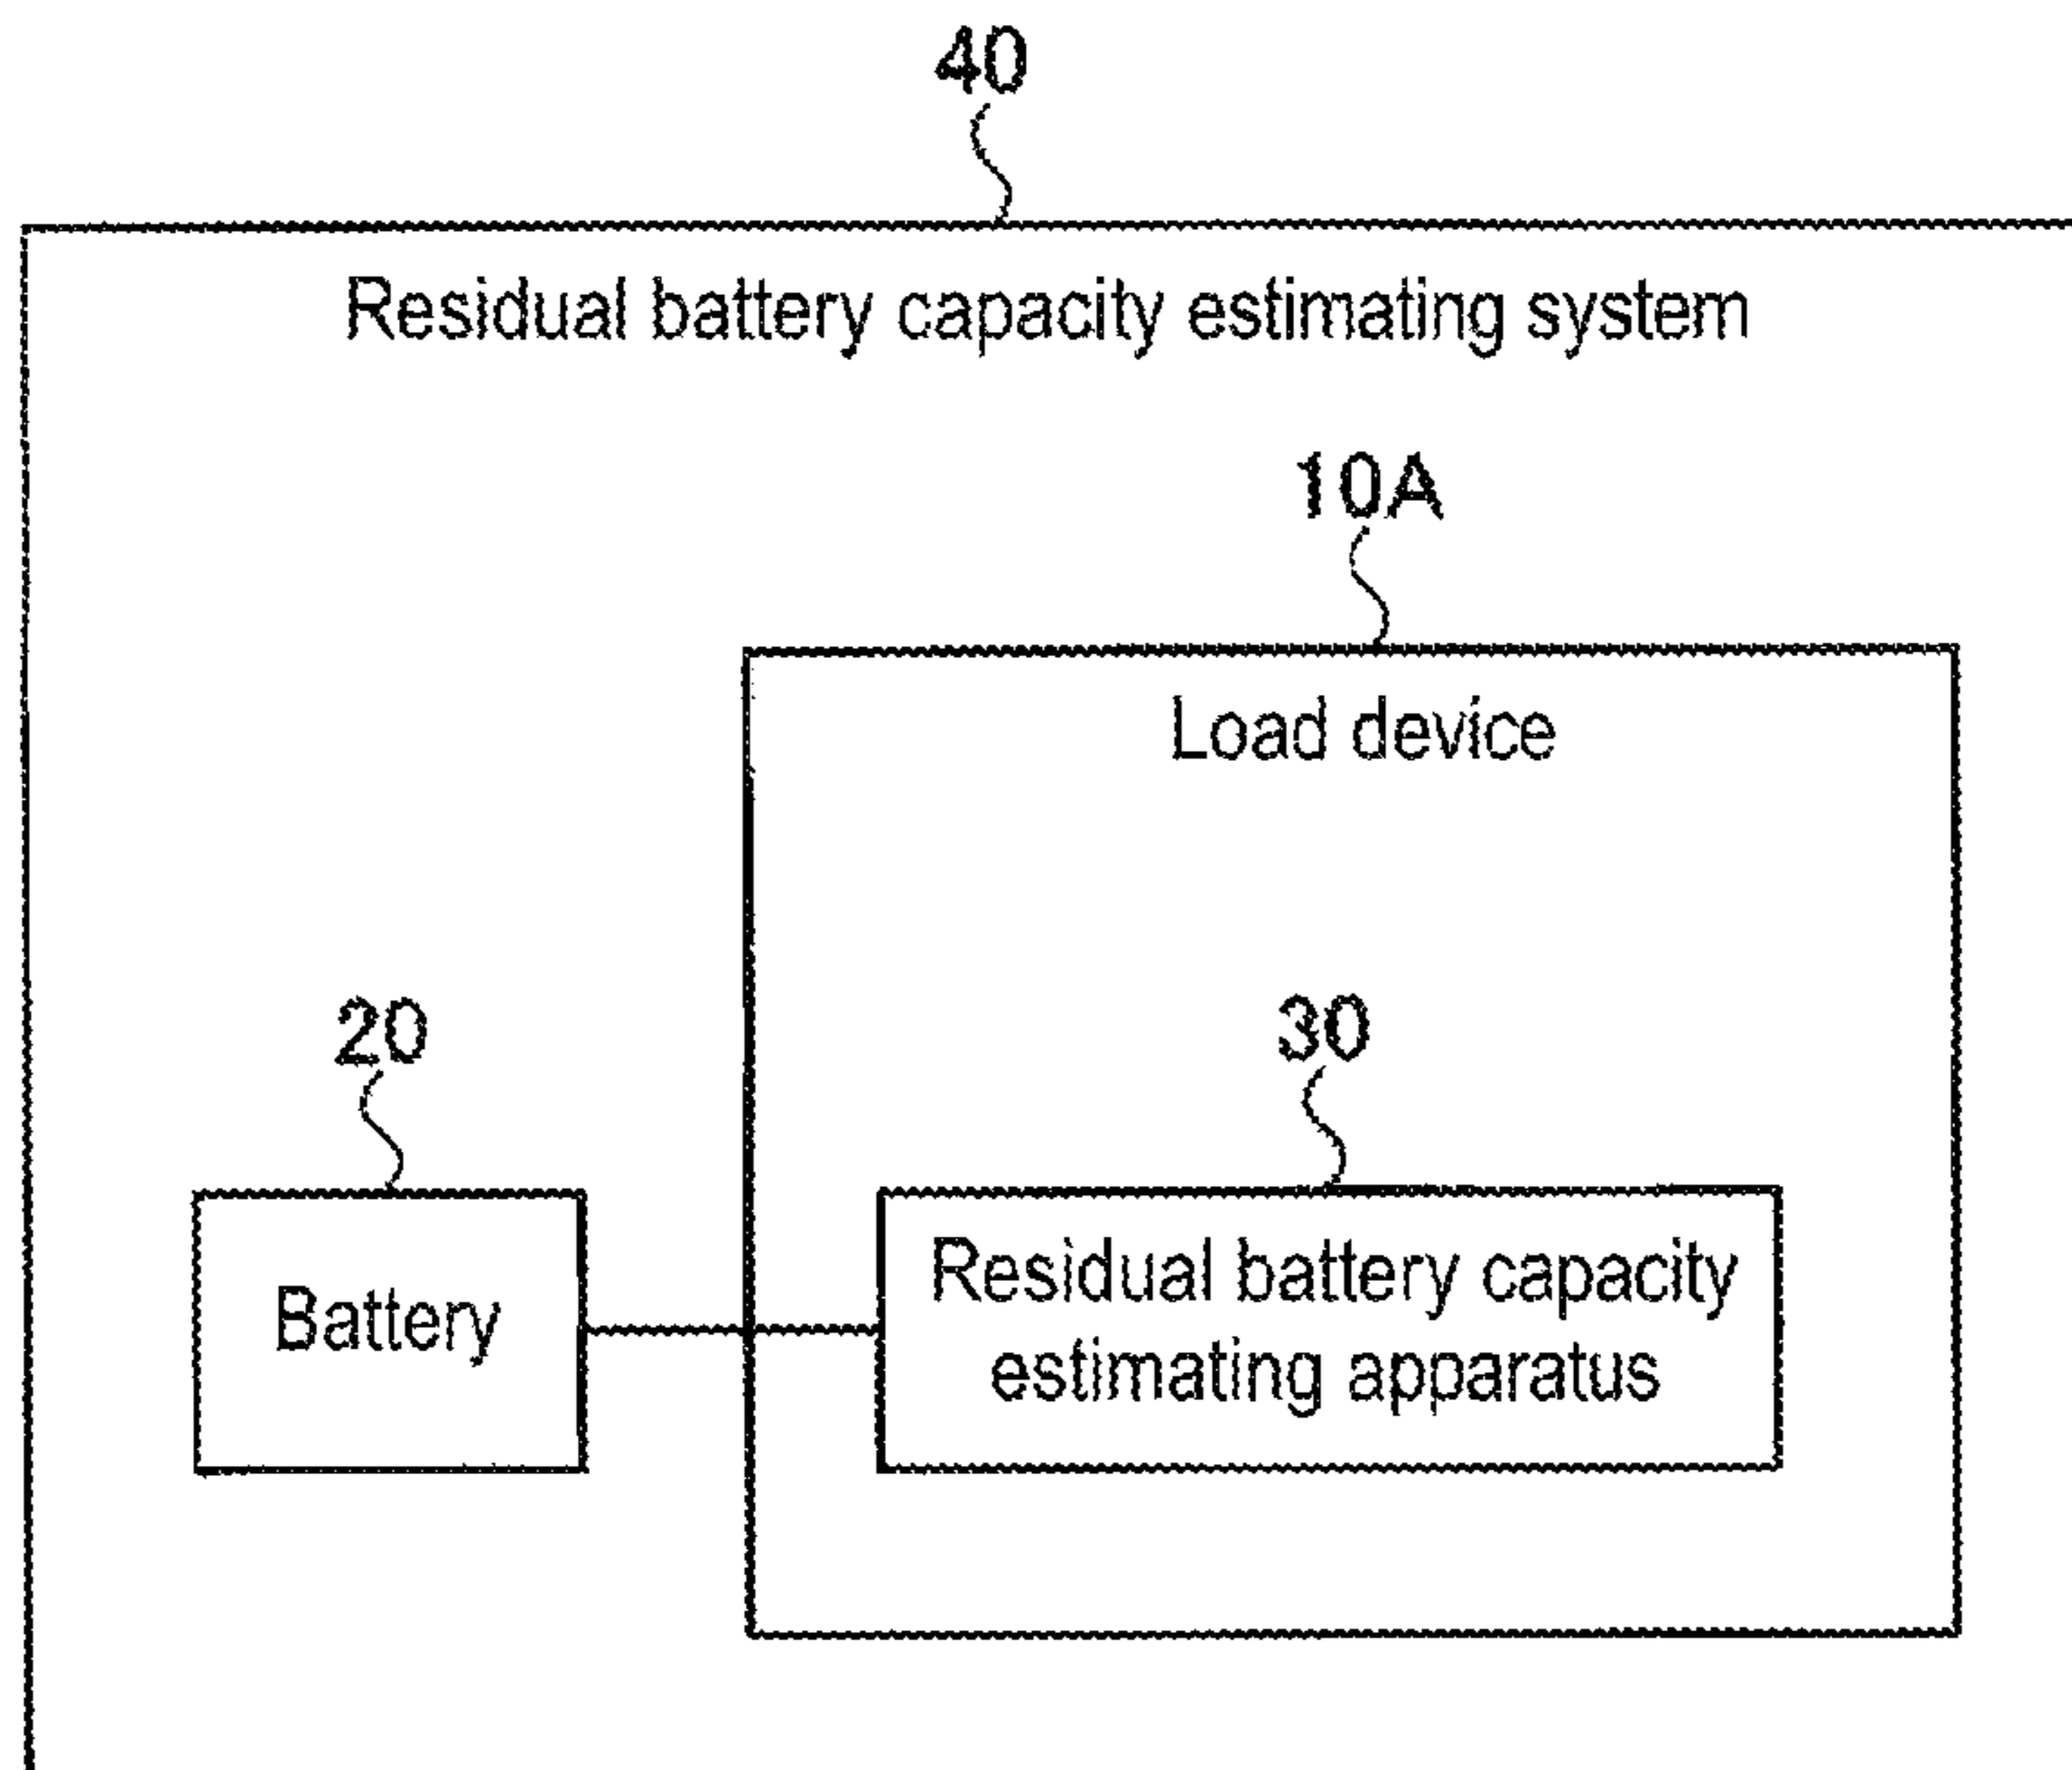 40
Residual battery capacity estimating system
10A
Load device
20
30
Battery
Residual battery capacity
estimating apparatus